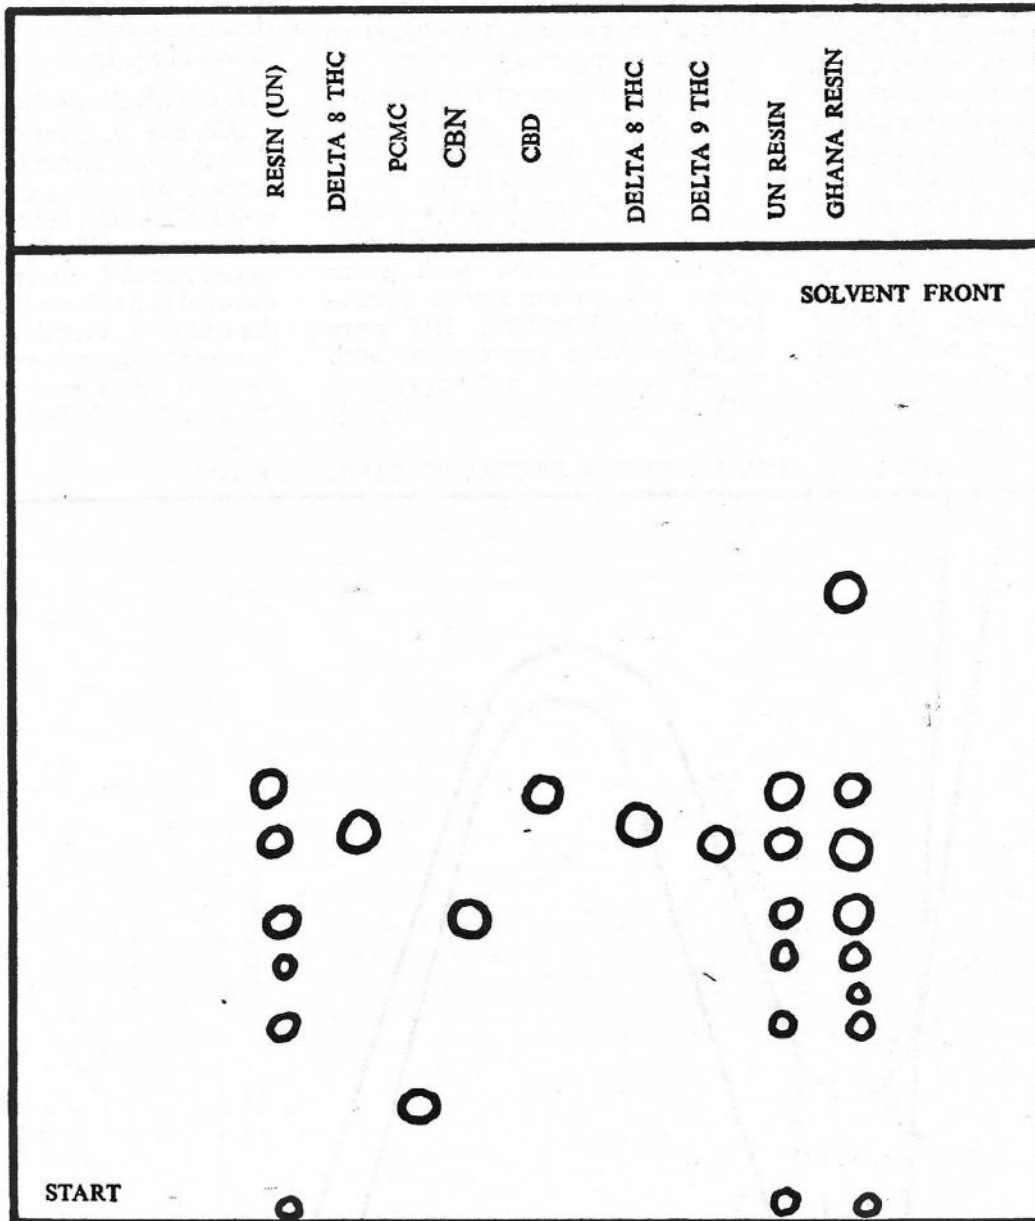 RESIN (UN)
DELTA 8 THC
PCMC
CBN
CBD
DELTA 8 THC.
DELTA 9 THC
UN RESIN
GHANA RESIN
SOLVENT FRONT
START